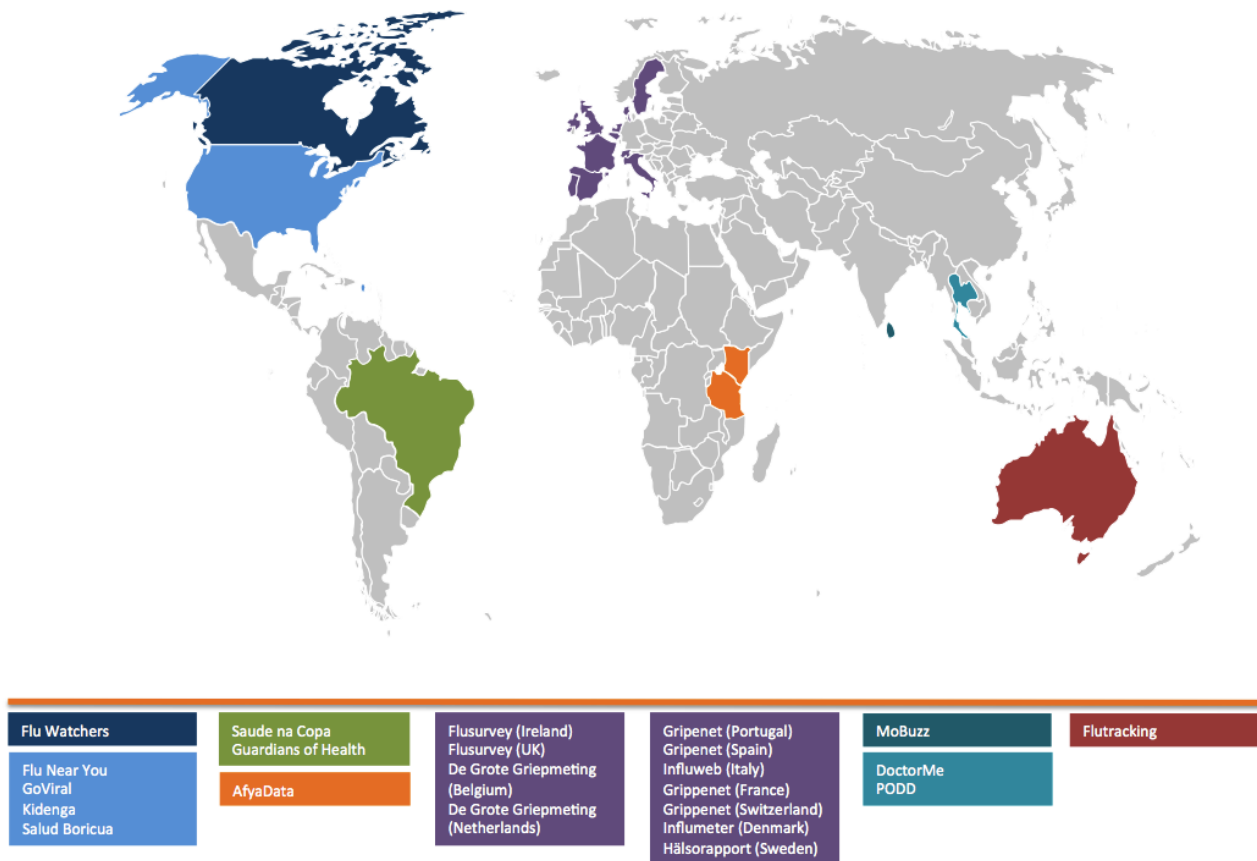 Flu Watchers
Flu Near You
GoViral
Kidenga
Salud Boricua
Saude na Copa
Guardians of Health
AfyaData
Flusurvey (Ireland)
Flusurvey (UK)
De Grote Griepmeting
(Belgium)
De Grote Griepmeting
(Netherlands)
Gripenet (Portugal)
Gripenet (Spain)
Influweb (Italy)
Grippenet (France)
Grippenet (Switzerland)
Influmeter (Denmark)
Hälsorapport (Sweden)
MoBuzz
DoctorMe
PODD
Flutracking